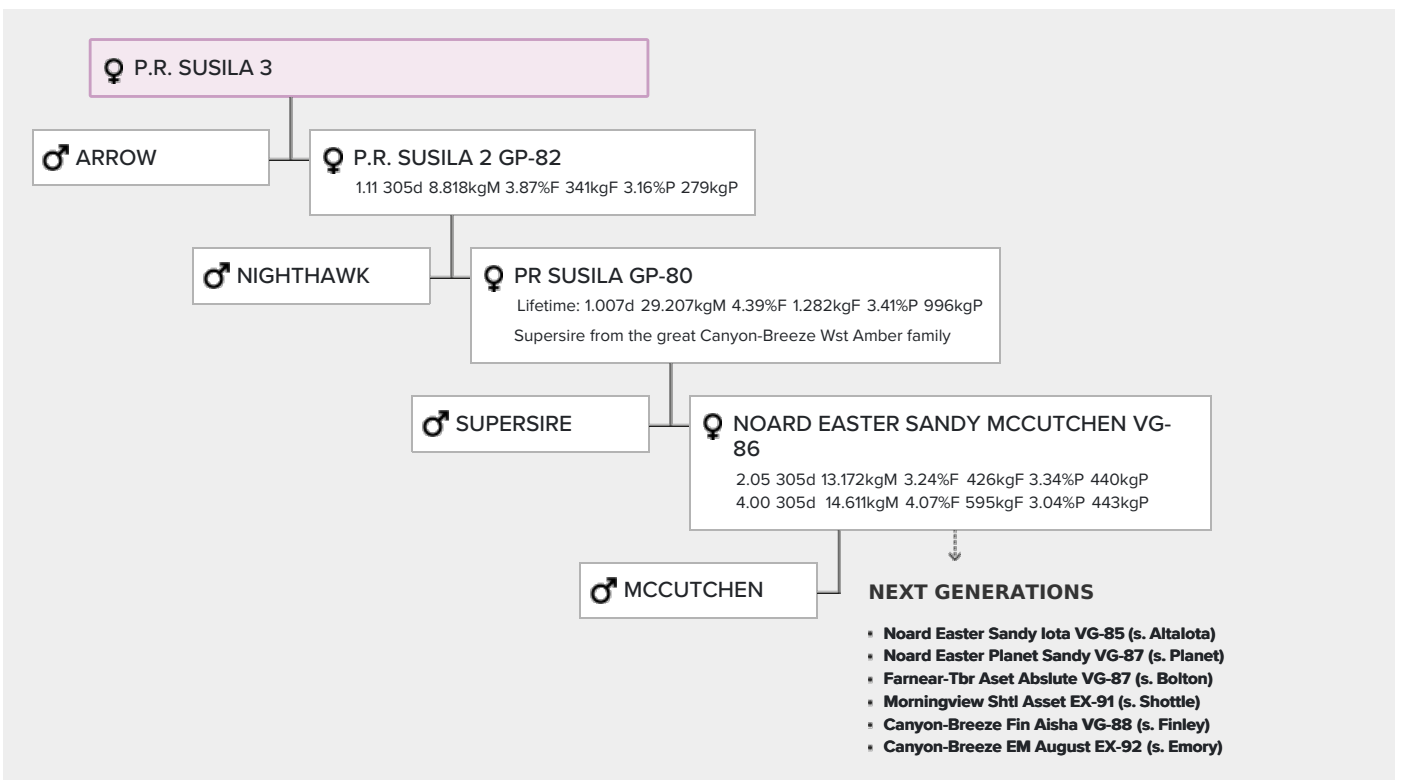 P.R. SUSILA 3
ARROW
P.R. SUSILA 2 GP-82
1.11 305d 8.818kgM 3.87%F 341kgF 3.16%P 279kgP
NIGHTHAWK
PR SUSILA GP-80
Lifetime: 1.007d 29.207kgM 4.39%F 1.282kgF 3.41%P 996kgP
Supersire from the great Canyon-Breeze Wst Amber family
SUPERSIRE
NOARD EASTER SANDY MCCUTCHEN VG-
86
2.05 305d 13.172kgM 3.24%F 426kgF 3.34%P 440kgP
4.00 305d 14.611kgM 4.07%F 595kgF 3.04%P 443kgP
MCCUTCHEN
NEXT GENERATIONS
Noard Easter Sandy Iota VG-85 (s. AltaIota)
Noard Easter Planet Sandy VG-87 (s. Planet)
Farnear-Tbr Aset Abslute VG-87 (s. Bolton)
Morningview Shtl Asset EX-91 (s. Shottle)
Canyon-Breeze Fin Aisha VG-88 (s. Finley)
Canyon-Breeze EM August EX-92 (s. Emory)